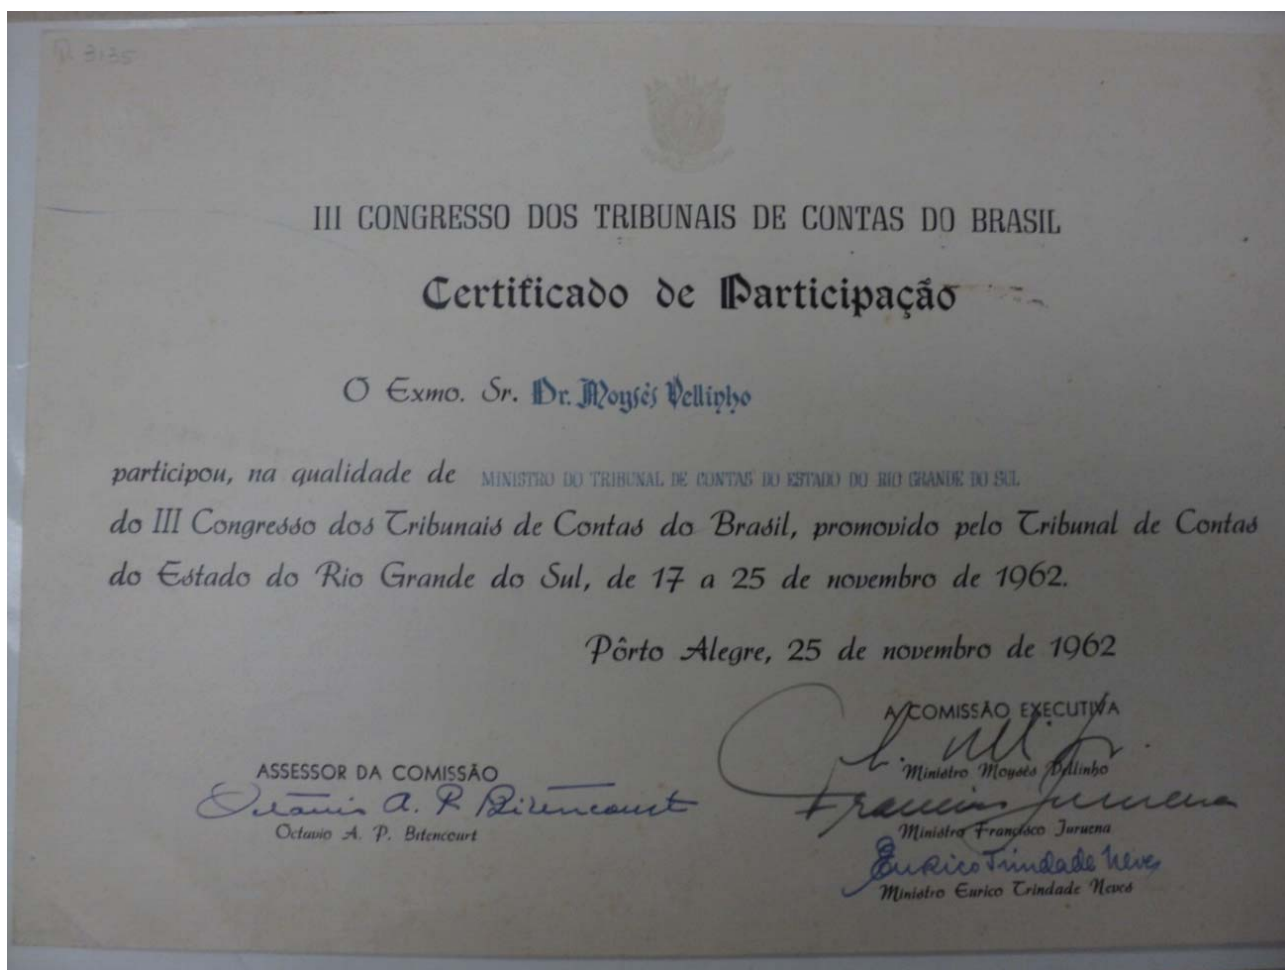 3135
III CONGRESSO DOS TRIBUNAIS DE CONTAS DO BRASIL
Certificado de Participação
O Exmo. Sr. Dr. Moysés Vellinho
participou, na qualidade de MINISTRO DO TRIBUNAL DE CONTAS DO ESTADO DO RIO GRANDE DO SUL
do III Congresso dos Tribunais de Contas do Brasil, promovido pelo Tribunal de Contas
do Estado do Rio Grande do Sul, de 17 a 25 de novembro de 1962.
Pôrto Alegre, 25 de novembro de 1962
A COMISSÃO EXECUTIVA
Ministro Moysés Vellinho
ASSESSOR DA COMISSÃO
Octavio A. P. Bitencourt
Octavio A. P. Bitencourt
Francisco Juruena
Ministro Francisco Juruena
Eurico Trindade Neves
Ministro Eurico Trindade Neves